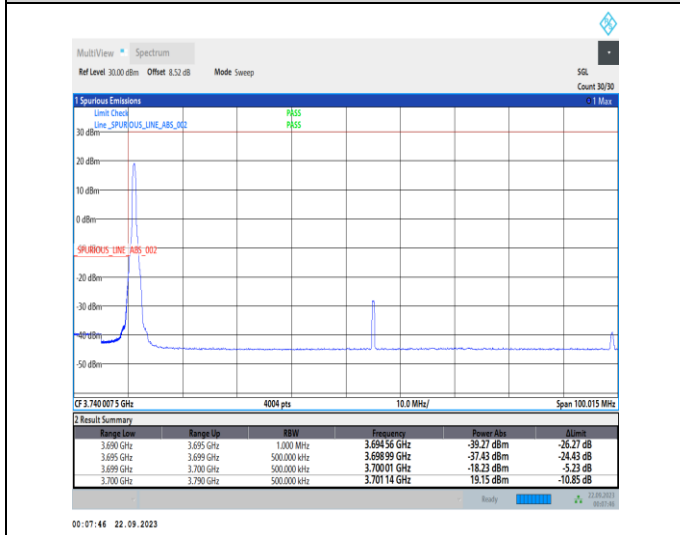 MultiView Spectrum
Ref Level 30.00 dBm Offset 8.52 dB Mode Sweep SGL
Count 30/30
1 Spurious Emissions 1 Max
Limit Check PASS
Line _SPURIOUS_LINE_ABS_002 PASS
30 dBm
20 dBm
10 dBm
0 dBm
_SPURIOUS_LINE_ABS_002
-20 dBm
-30 dBm
-40 dBm
-50 dBm
CF 3.740 007 5 GHz 4004 pts 10.0 MHz/ Span 100.015 MHz
2 Result Summary
Range Low Range Up RBW Frequency Power Abs ΔLimit
3.690 GHz 3.695 GHz 1.000 MHz 3.694 56 GHz -39.27 dBm -26.27 dB
3.695 GHz 3.699 GHz 500.000 kHz 3.698 99 GHz -37.43 dBm -24.43 dB
3.699 GHz 3.700 GHz 500.000 kHz 3.700 01 GHz -18.23 dBm -5.23 dB
3.700 GHz 3.790 GHz 500.000 kHz 3.701 14 GHz 19.15 dBm -10.85 dB
Ready 22.09.2023
00:07:46
00:07:46 22.09.2023